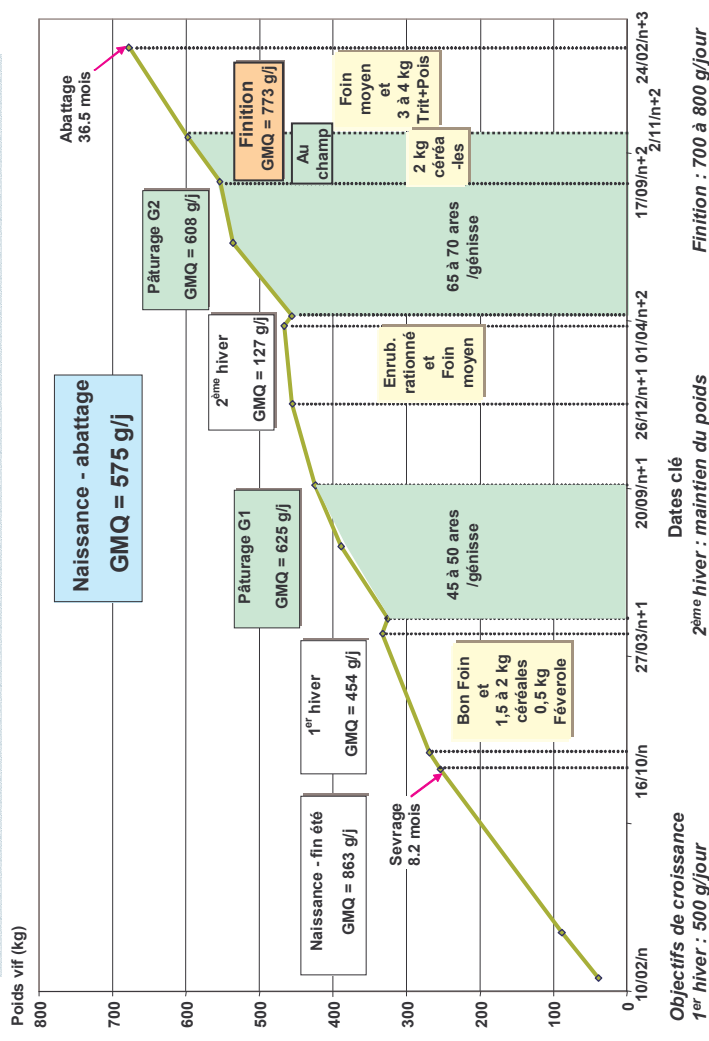 Poids vif (kg)
800
700
600
500
400
300
200
100
0
Naissance - abattage
GMQ = 575 g/j
Abattage
36.5 mois
Naissance - fin été
GMQ = 863 g/j
1er hiver
GMQ = 454 g/j
Pâturage G1
GMQ = 625 g/j
2ème hiver
GMQ = 127 g/j
Pâturage G2
GMQ = 608 g/j
Finition
GMQ = 773 g/j
Au
champ
Sevrage
8.2 mois
Bon Foin
et
1,5 à 2 kg
céréales
0,5 kg
Féverole
45 à 50 ares
/génisse
Enrub.
rationné
et
Foin
moyen
65 à 70 ares
/génisse
2 kg
céréa
-les
Foin
moyen
et
3 à 4 kg
Trit+Pois
10/02/n
16/10/n
27/03/n+1
20/09/n+1
26/12/n+1
01/04/n+2
17/09/n+2
2/11/n+2
24/02/n+3
Dates clé
Objectifs de croissance
1er hiver : 500 g/jour
2ème hiver : maintien du poids
Finition : 700 à 800 g/jour